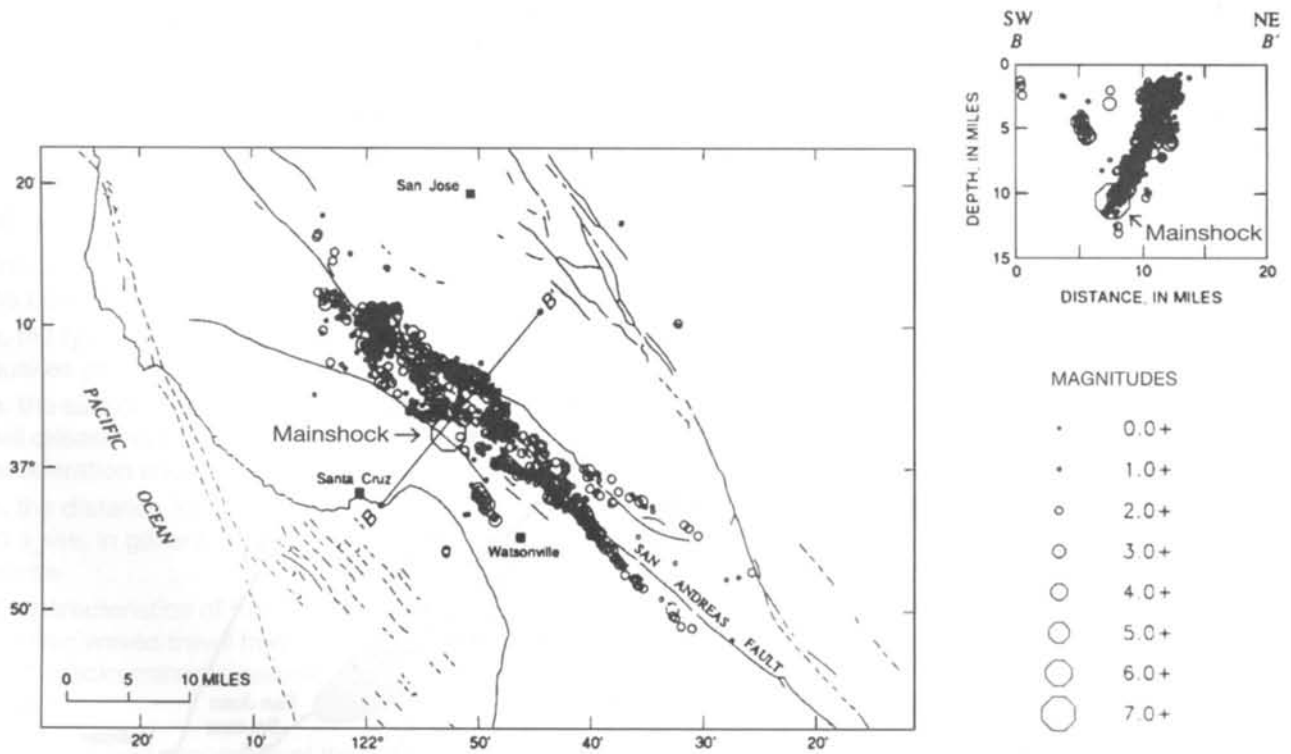 SW NE
B B´
0
5
10
15
DEPTH, IN MILES
Mainshock
0 10 20
DISTANCE, IN MILES
20′
San Jose
B´
10′
Mainshock →
37°
Santa Cruz
B
PACIFIC OCEAN
Watsonville
SAN ANDREAS FAULT
50′
0 5 10 MILES
20′ 10′ 122° 50′ 40′ 30′ 20′
MAGNITUDES
0.0+
1.0+
2.0+
3.0+
4.0+
5.0+
6.0+
7.0+